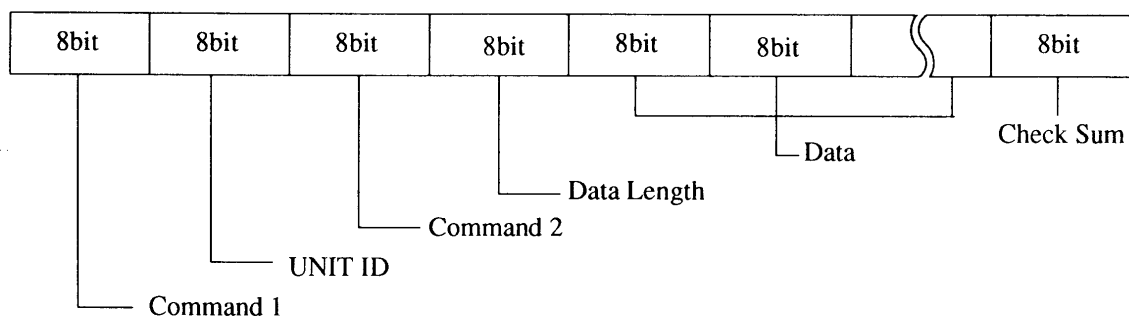 8bit 8bit 8bit 8bit 8bit 8bit 8bit
Check Sum
Data
Data Length
Command 2
UNIT ID
Command 1